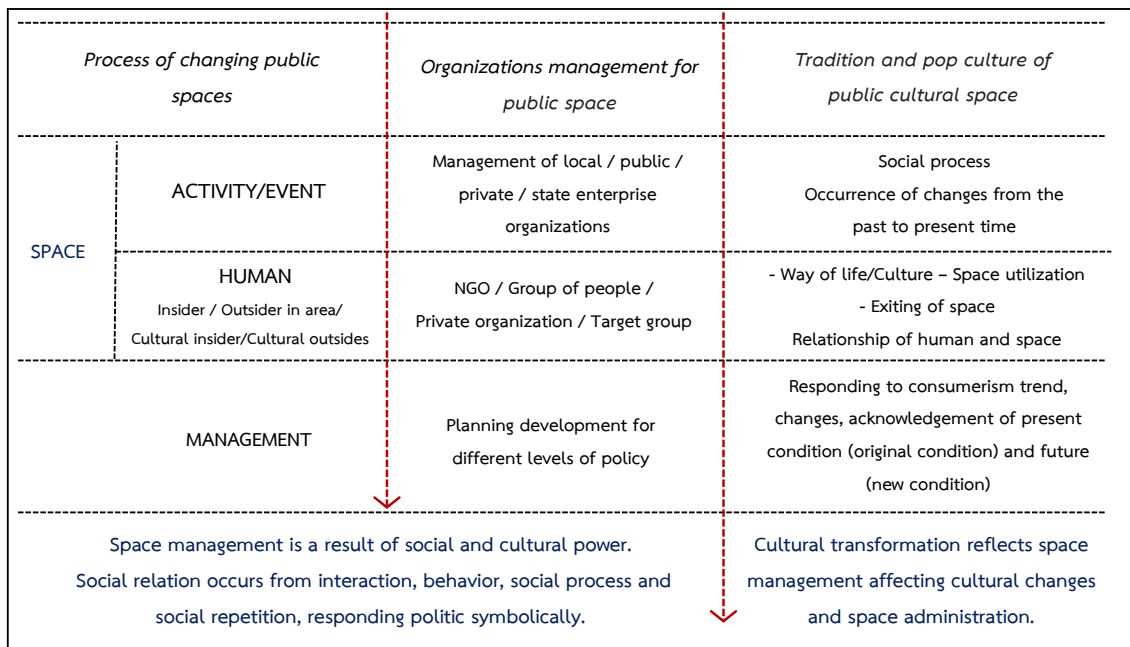 Process of changing public
spaces
Organizations management for
public space
Tradition and pop culture of
public cultural space
SPACE
ACTIVITY/EVENT
Management of local / public /
private / state enterprise
organizations
Social process
Occurrence of changes from the
past to present time
HUMAN
Insider / Outsider in area/
Cultural insider/Cultural outsides
NGO / Group of people /
Private organization / Target group
- Way of life/Culture – Space utilization
- Exiting of space
Relationship of human and space
MANAGEMENT
Planning development for
different levels of policy
Responding to consumerism trend,
changes, acknowledgement of present
condition (original condition) and future
(new condition)
Space management is a result of social and cultural power.
Social relation occurs from interaction, behavior, social process and
social repetition, responding politic symbolically.
Cultural transformation reflects space
management affecting cultural changes
and space administration.